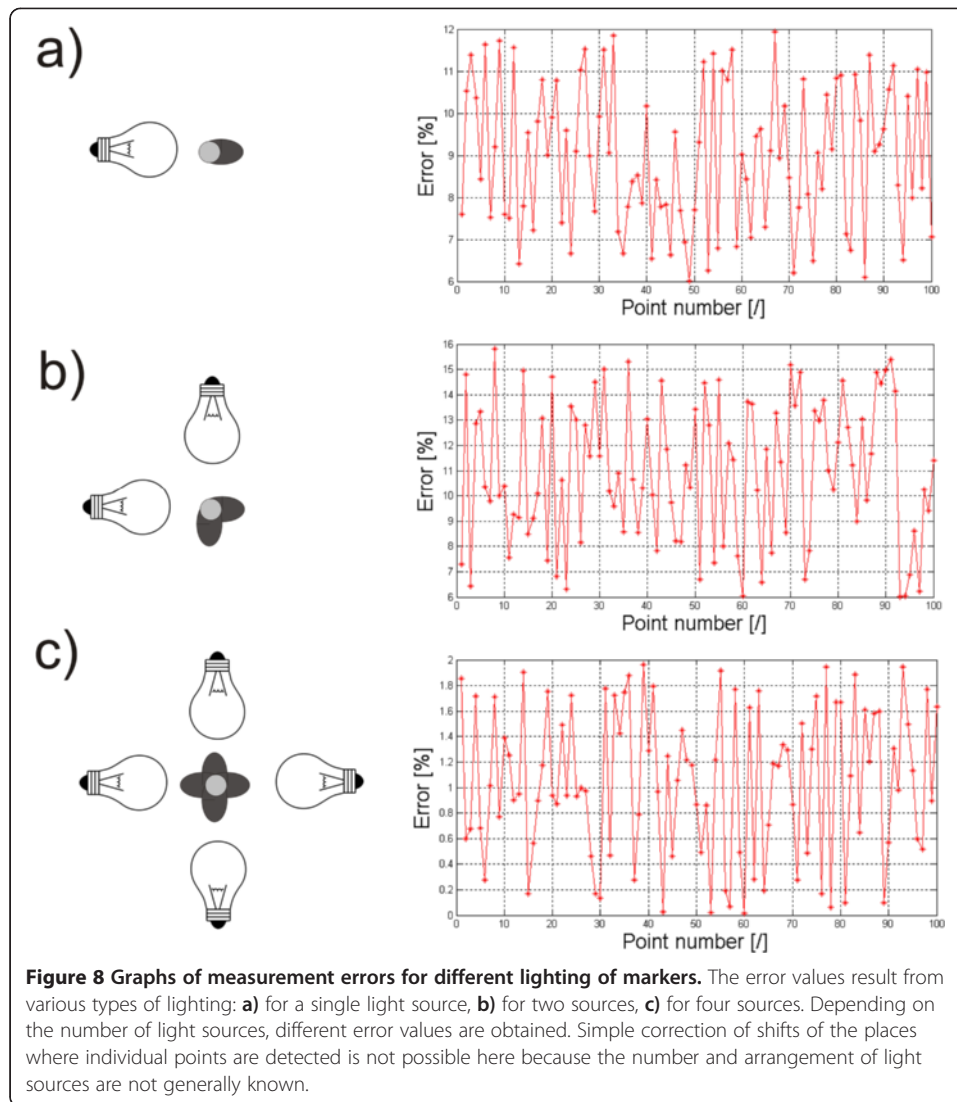 a)
12
11
10
9
8
7
6
Error [%]
0 10 20 30 40 50 60 70 80 90 100
Point number [/]
b)
16
15
14
13
12
11
10
9
8
7
6
Error [%]
0 10 20 30 40 50 60 70 80 90 100
Point number [/]
c)
2
1.8
1.6
1.4
1.2
1
0.8
0.6
0.4
0.2
0
Error [%]
0 10 20 30 40 50 60 70 80 90 100
Point number [/]
Figure 8 Graphs of measurement errors for different lighting of markers. The error values result from
various types of lighting: a) for a single light source, b) for two sources, c) for four sources. Depending on
the number of light sources, different error values are obtained. Simple correction of shifts of the places
where individual points are detected is not possible here because the number and arrangement of light
sources are not generally known.